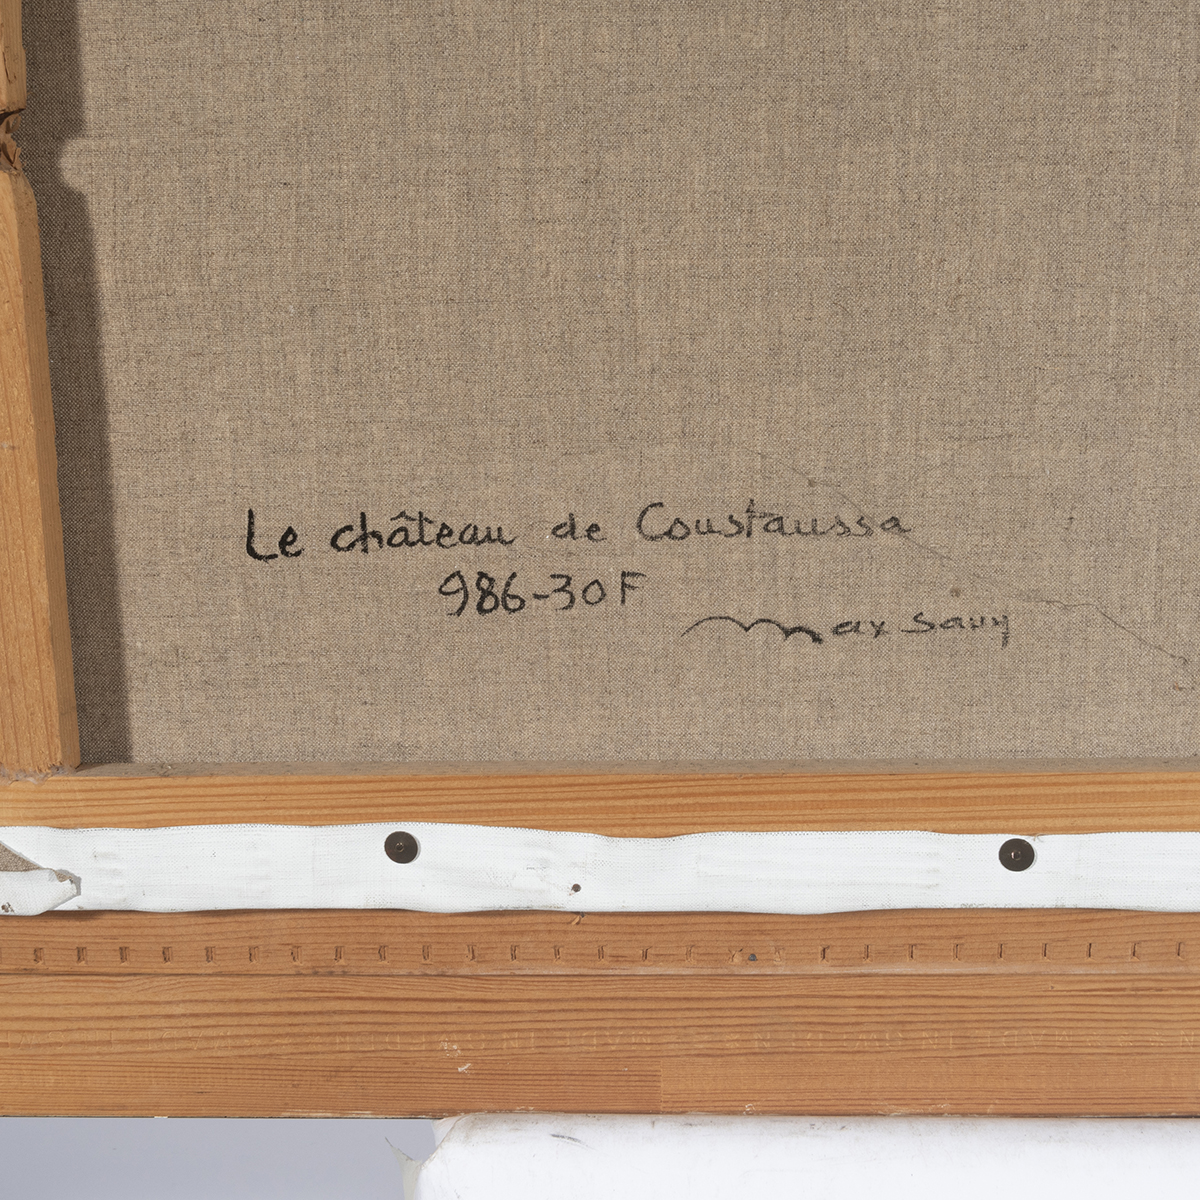 Le château de Coustaussa
986-30F
Max Savy